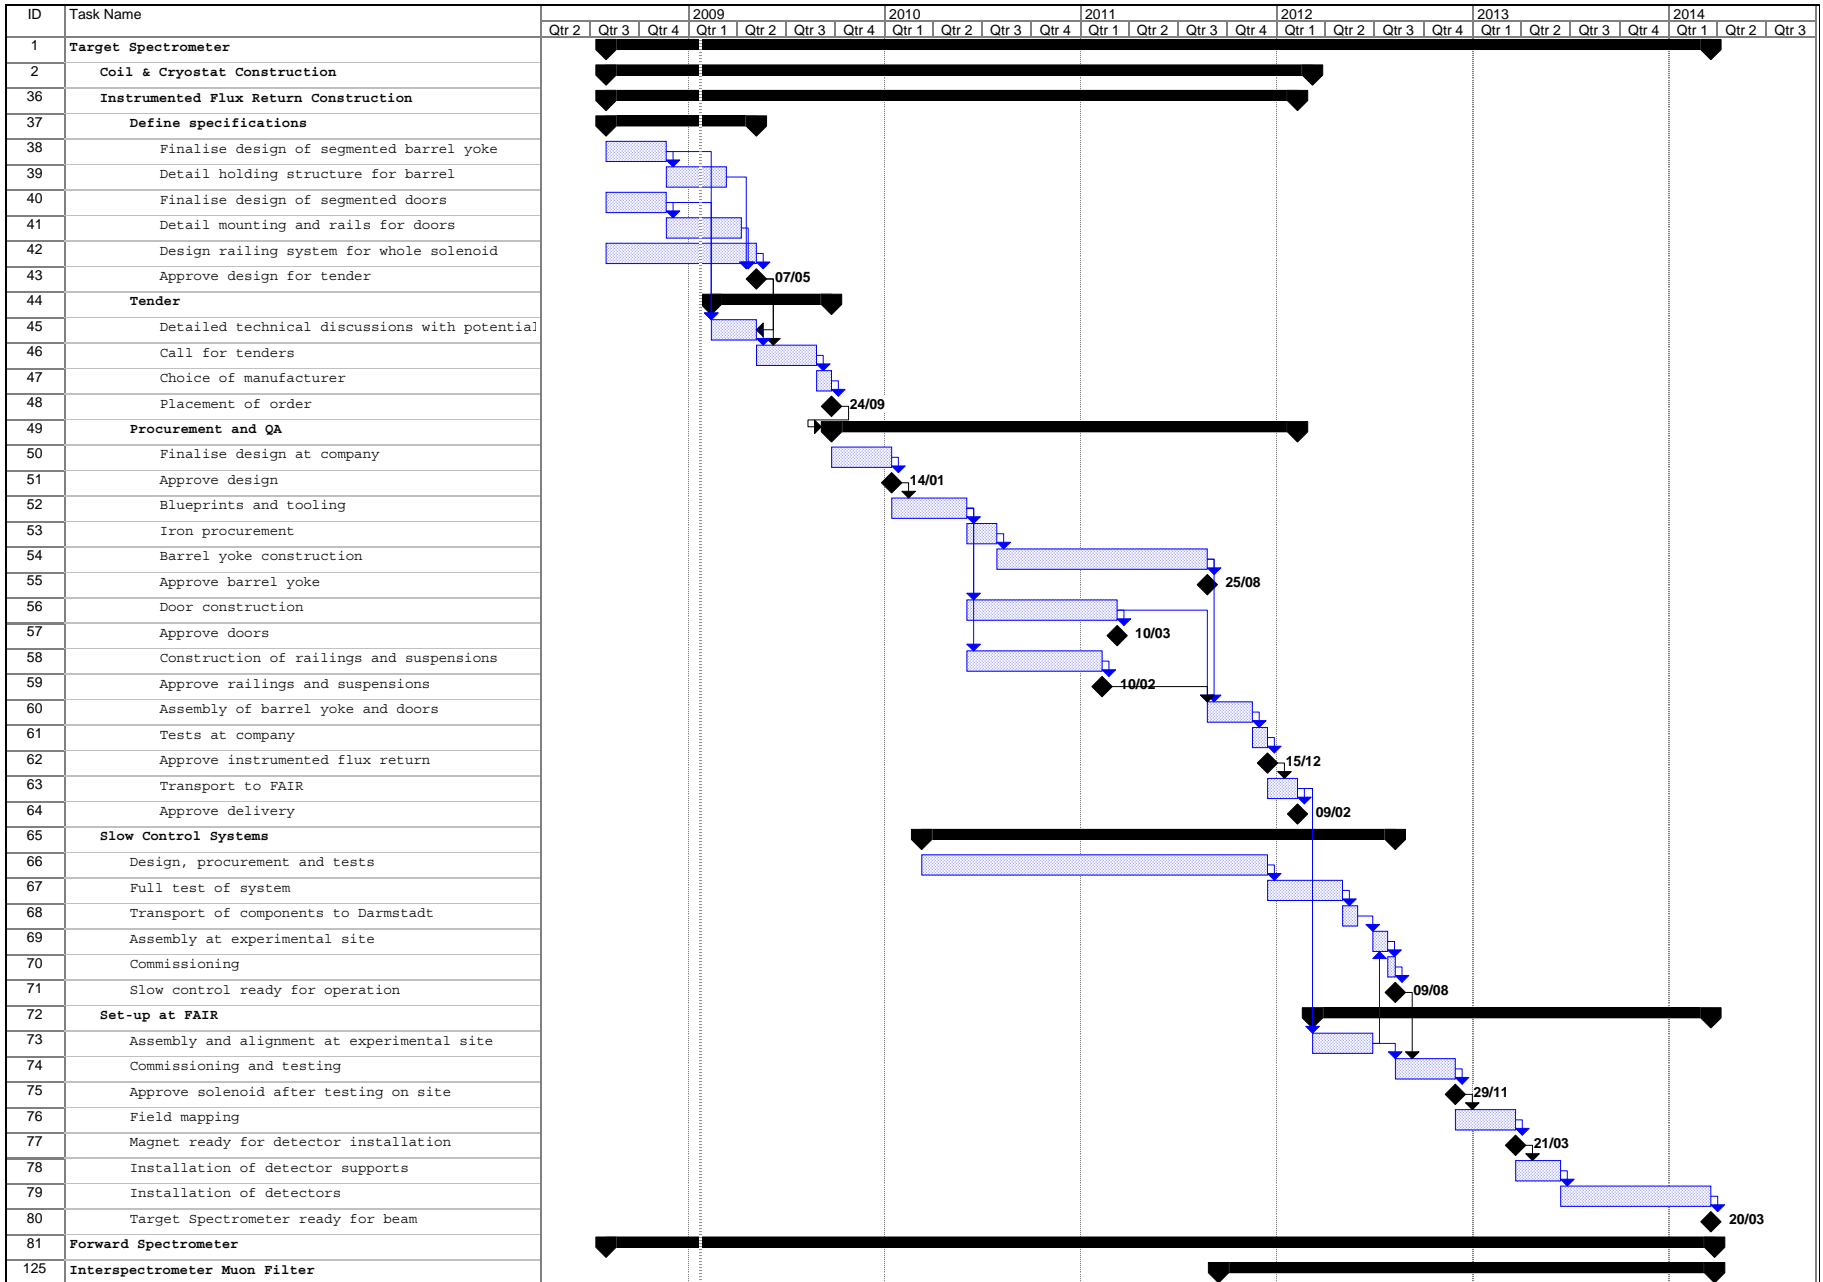 ID Task Name 2009 2010 2011 2012 2013 2014
Qtr 2 Qtr 3 Qtr 4 Qtr 1 Qtr 2 Qtr 3 Qtr 4 Qtr 1 Qtr 2 Qtr 3 Qtr 4 Qtr 1 Qtr 2 Qtr 3 Qtr 4 Qtr 1 Qtr 2 Qtr 3 Qtr 4 Qtr 1 Qtr 2 Qtr 3 Qtr 4 Qtr 1 Qtr 2 Qtr 3
1 Target Spectrometer
2 Coil & Cryostat Construction
36 Instrumented Flux Return Construction
37 Define specifications
38 Finalise design of segmented barrel yoke
39 Detail holding structure for barrel
40 Finalise design of segmented doors
41 Detail mounting and rails for doors
42 Design railing system for whole solenoid
43 Approve design for tender 07/05
44 Tender
45 Detailed technical discussions with potential
46 Call for tenders
47 Choice of manufacturer
48 Placement of order 24/09
49 Procurement and QA
50 Finalise design at company
51 Approve design 14/01
52 Blueprints and tooling
53 Iron procurement
54 Barrel yoke construction
55 Approve barrel yoke 25/08
56 Door construction
57 Approve doors 10/03
58 Construction of railings and suspensions
59 Approve railings and suspensions 10/02
60 Assembly of barrel yoke and doors
61 Tests at company
62 Approve instrumented flux return 15/12
63 Transport to FAIR
64 Approve delivery 09/02
65 Slow Control Systems
66 Design, procurement and tests
67 Full test of system
68 Transport of components to Darmstadt
69 Assembly at experimental site
70 Commissioning
71 Slow control ready for operation 09/08
72 Set-up at FAIR
73 Assembly and alignment at experimental site
74 Commissioning and testing
75 Approve solenoid after testing on site 29/11
76 Field mapping
77 Magnet ready for detector installation 21/03
78 Installation of detector supports
79 Installation of detectors
80 Target Spectrometer ready for beam 20/03
81 Forward Spectrometer
125 Interspectrometer Muon Filter